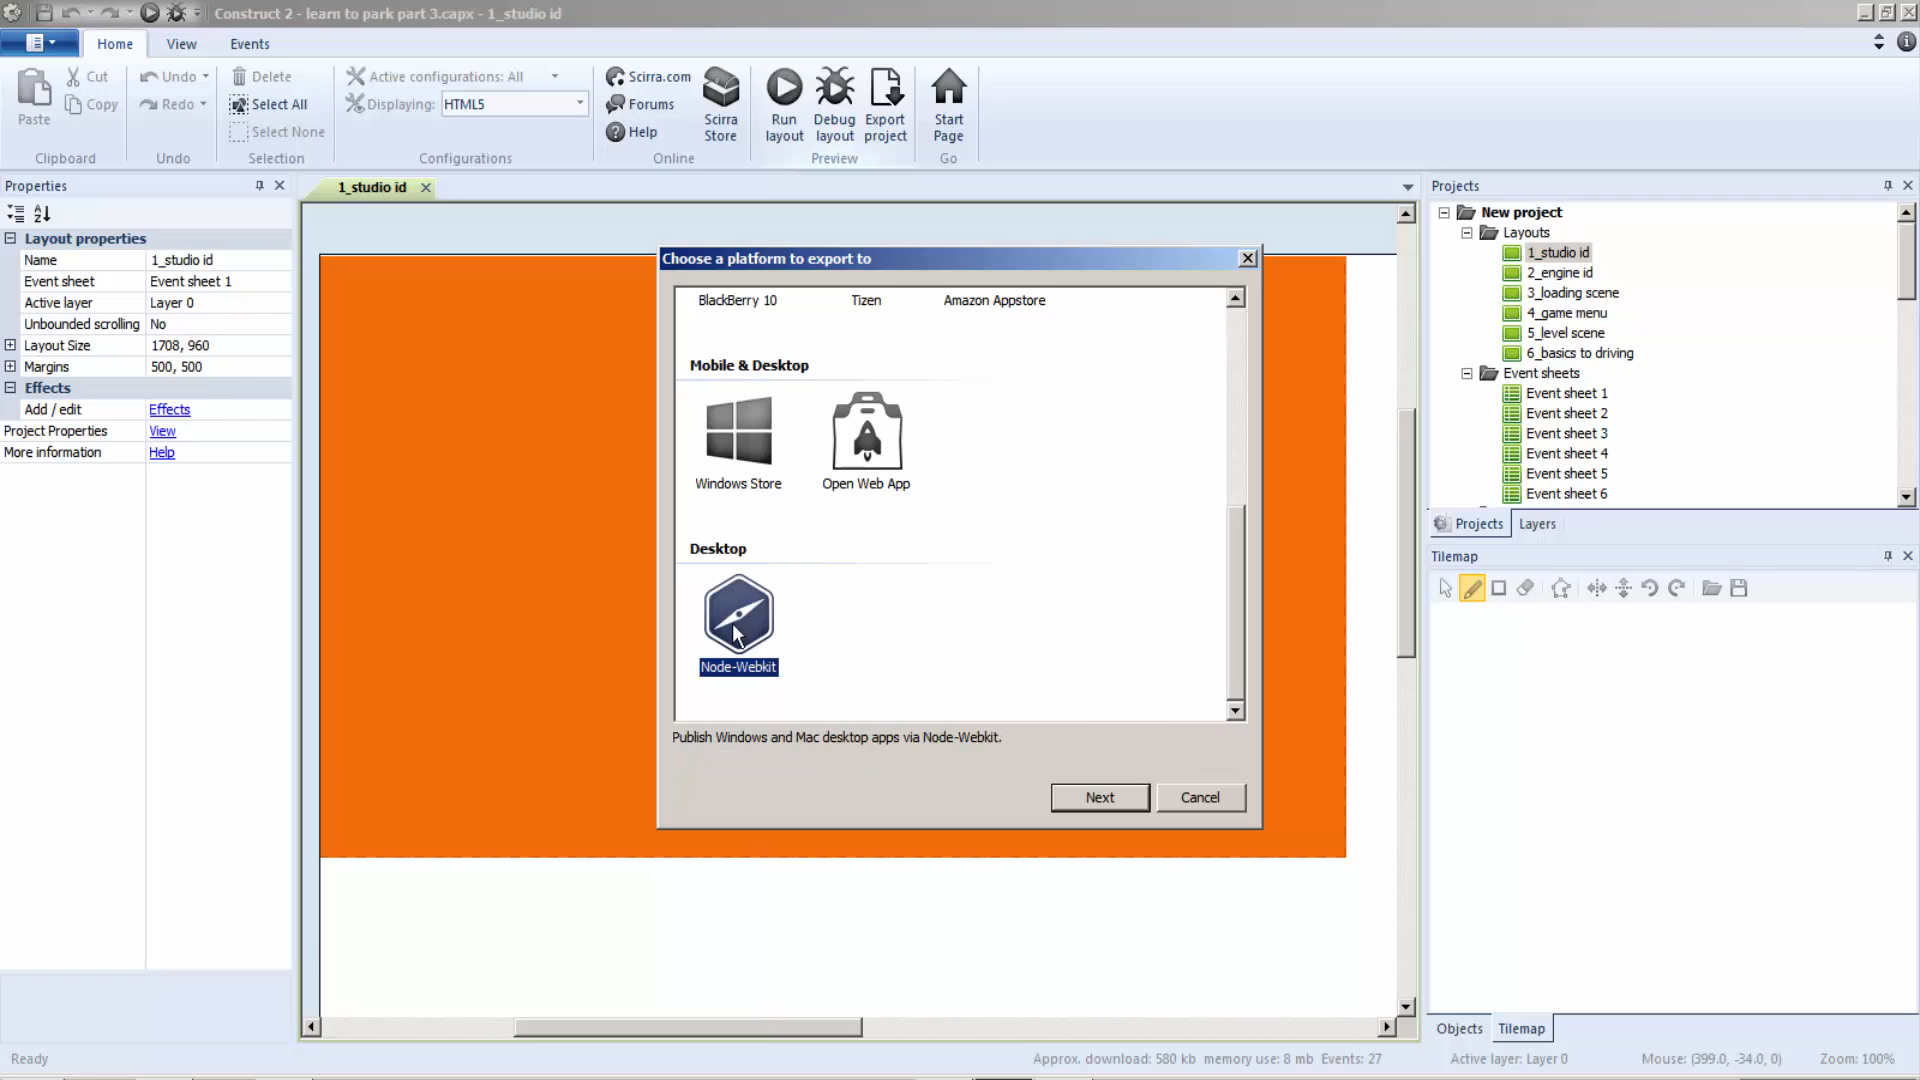 Construct 2 - learn to park part 3.capx - 1_studio id
Home View Events
Paste Cut Copy
Undo Redo
Delete
Select All
Select None
Active configurations: All
Displaying: HTML5
Scirra.com
Forums
Help
Scirra Store
Run layout
Debug layout
Export project
Start Page
Clipboard Undo Selection Configurations Online Preview Go
Properties
Layout properties
Name 1_studio id
Event sheet Event sheet 1
Active layer Layer 0
Unbounded scrolling No
Layout Size 1708, 960
Margins 500, 500
Effects
Add / edit Effects
Project Properties View
More information Help
1_studio id
Choose a platform to export to
BlackBerry 10 Tizen Amazon Appstore
Mobile & Desktop
Windows Store Open Web App
Desktop
Node-Webkit
Publish Windows and Mac desktop apps via Node-Webkit.
Next Cancel
Projects
New project
Layouts
1_studio id
2_engine id
3_loading scene
4_game menu
5_level scene
6_basics to driving
Event sheets
Event sheet 1
Event sheet 2
Event sheet 3
Event sheet 4
Event sheet 5
Event sheet 6
Projects Layers
Tilemap
Objects Tilemap
Ready
Approx. download: 580 kb memory use: 8 mb Events: 27 Active layer: Layer 0 Mouse: (399.0, -34.0, 0) Zoom: 100%